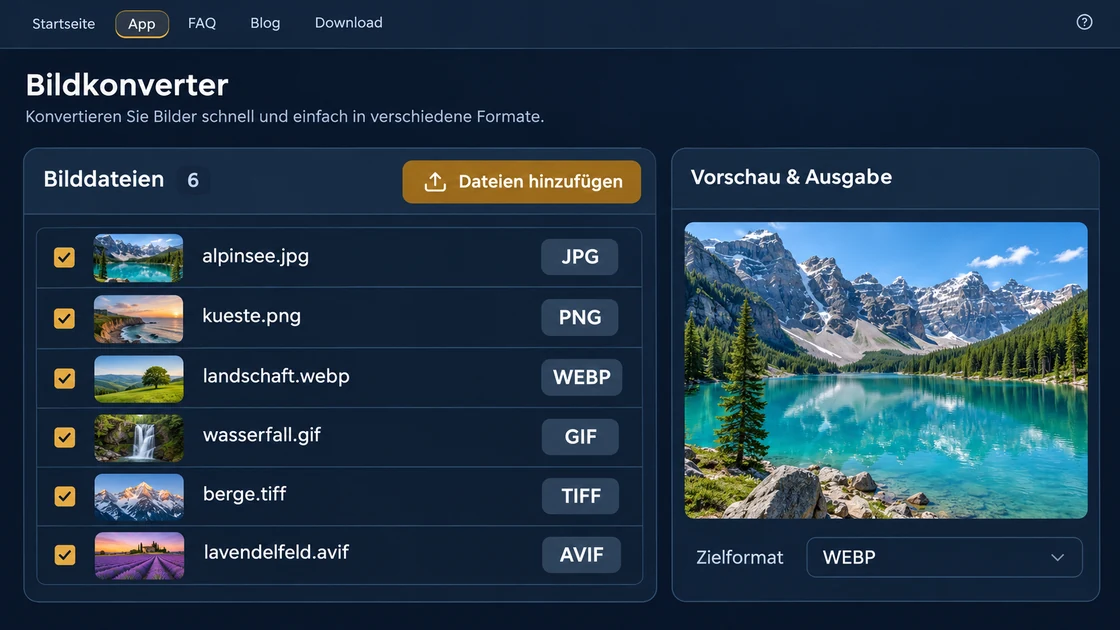 Startseite App FAQ Blog Download ?
Bildkonverter
Konvertieren Sie Bilder schnell und einfach in verschiedene Formate.
Bilddateien 6 Dateien hinzufügen
alpinsee.jpg JPG
kueste.png PNG
landschaft.webp WEBP
wasserfall.gif GIF
berge.tiff TIFF
lavendelfeld.avif AVIF
Vorschau & Ausgabe
Zielformat WEBP